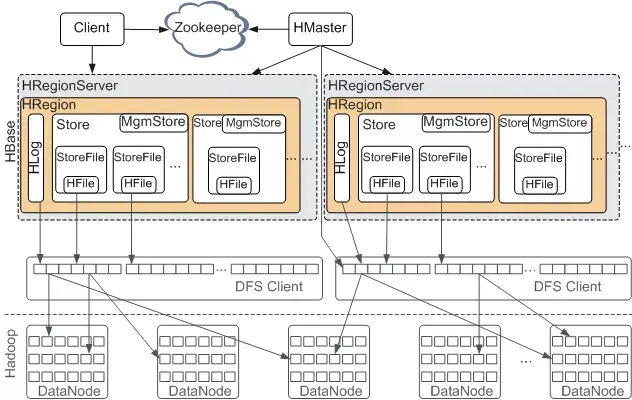 Client
Zookeeper
HMaster
HRegionServer
HRegion
HLog
Store
MgmStore
StoreFile
HFile
StoreFile
HFile
...
Store
MgmStore
StoreFile
HFile
... ...
HRegionServer
HRegion
HLog
Store
MgmStore
StoreFile
HFile
StoreFile
HFile
...
Store
MgmStore
StoreFile
HFile
... ...
HBase
...
DFS Client
...
DFS Client
Hadoop
DataNode
DataNode
DataNode
DataNode
...
DataNode